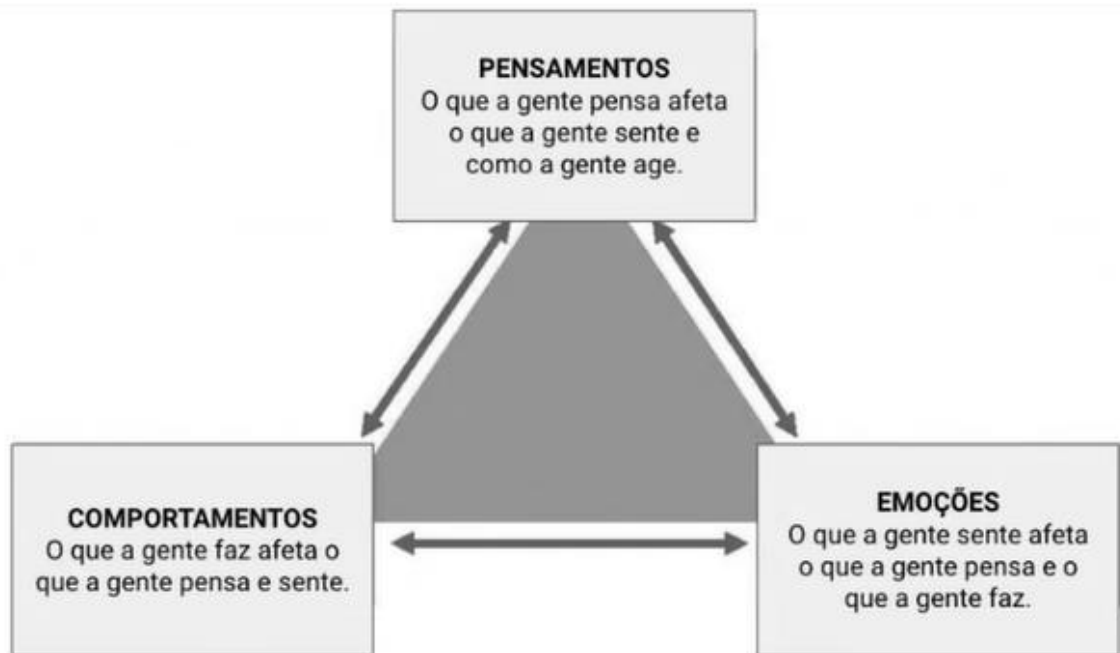 PENSAMENTOS
O que a gente pensa afeta
o que a gente sente e
como a gente age.
COMPORTAMENTOS
O que a gente faz afeta o
que a gente pensa e sente.
EMOÇÕES
O que a gente sente afeta
o que a gente pensa e o
que a gente faz.